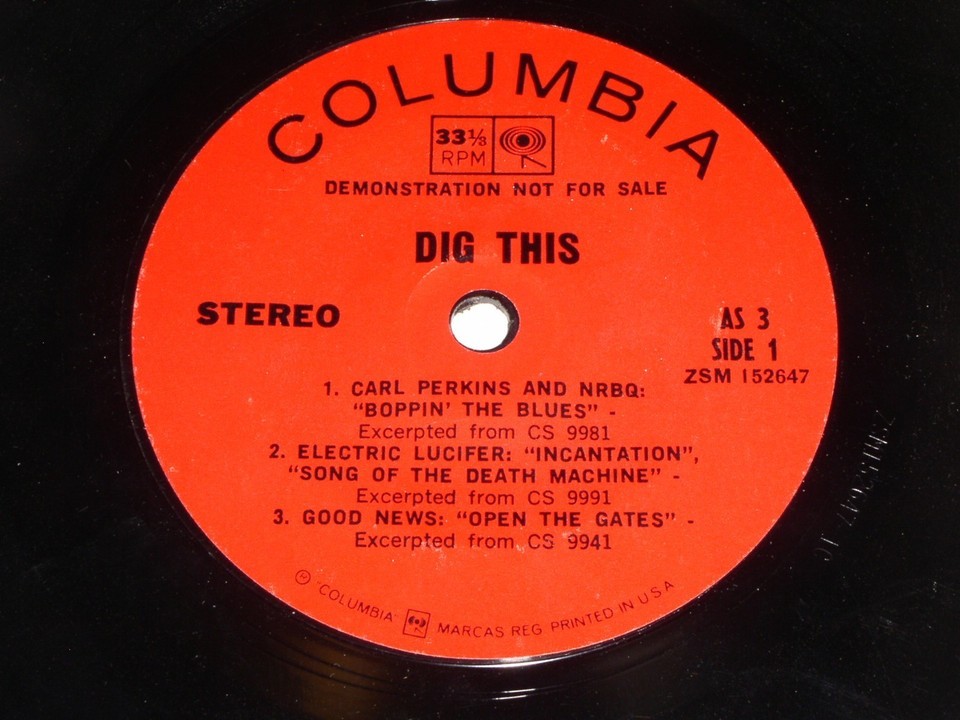 COLUMBIA
33⅓
RPM
DEMONSTRATION NOT FOR SALE
DIG THIS
STEREO
AS 3
SIDE 1
ZSM 152647
1. CARL PERKINS AND NRBQ:
"BOPPIN' THE BLUES" -
Excerpted from CS 9981
2. ELECTRIC LUCIFER: "INCANTATION",
"SONG OF THE DEATH MACHINE" -
Excerpted from CS 9991
3. GOOD NEWS: "OPEN THE GATES" -
Excerpted from CS 9941
℗ "COLUMBIA" MARCAS REG. PRINTED IN U S A